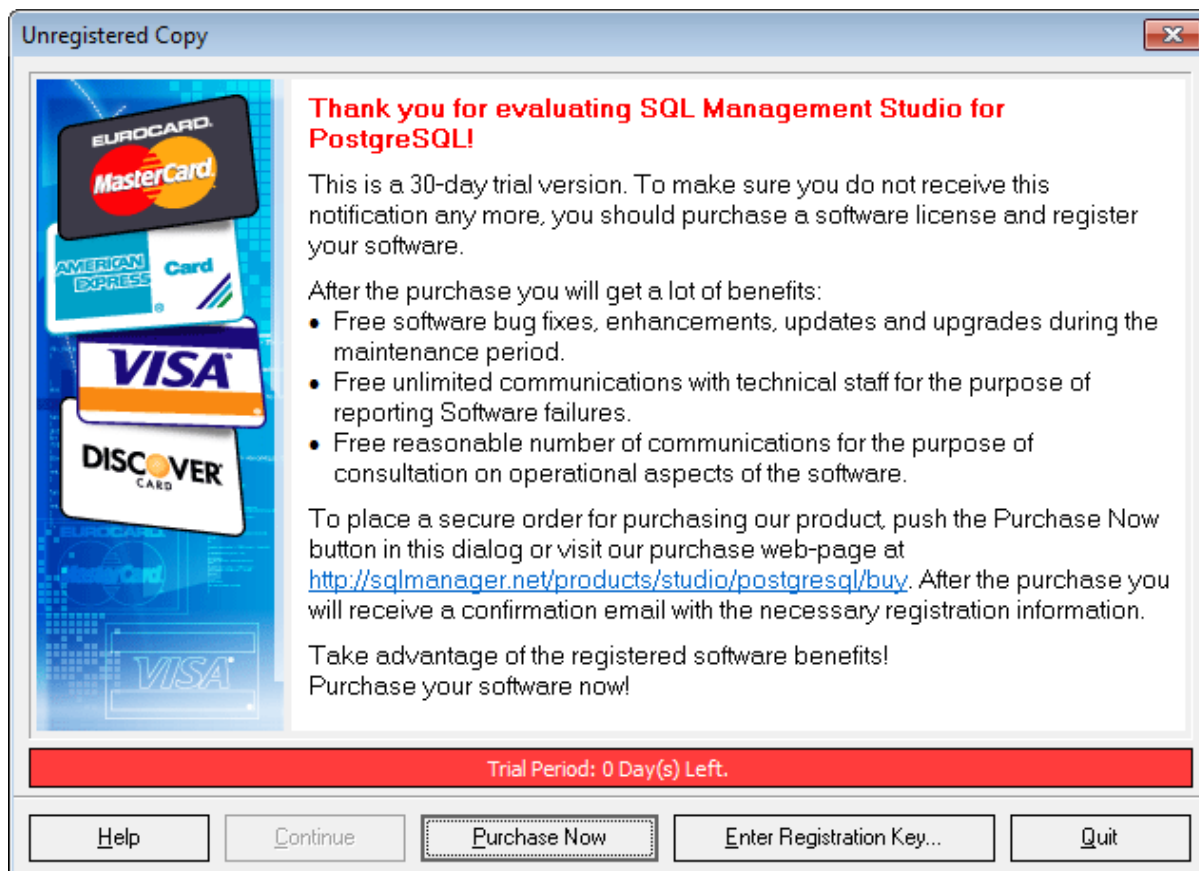 Unregistered Copy
EUROCARD.
MasterCard
AMERICAN EXPRESS
Card
VISA
DISCOVER
CARD
EUROCARD.
MasterCard
VISA
Thank you for evaluating SQL Management Studio for
PostgreSQL!
This is a 30-day trial version. To make sure you do not receive this
notification any more, you should purchase a software license and register
your software.
After the purchase you will get a lot of benefits:
• Free software bug fixes, enhancements, updates and upgrades during the
maintenance period.
• Free unlimited communications with technical staff for the purpose of
reporting Software failures.
• Free reasonable number of communications for the purpose of
consultation on operational aspects of the software.
To place a secure order for purchasing our product, push the Purchase Now
button in this dialog or visit our purchase web-page at
http://sqlmanager.net/products/studio/postgresql/buy. After the purchase you
will receive a confirmation email with the necessary registration information.
Take advantage of the registered software benefits!
Purchase your software now!
Trial Period: 0 Day(s) Left.
Help
Continue
Purchase Now
Enter Registration Key...
Quit